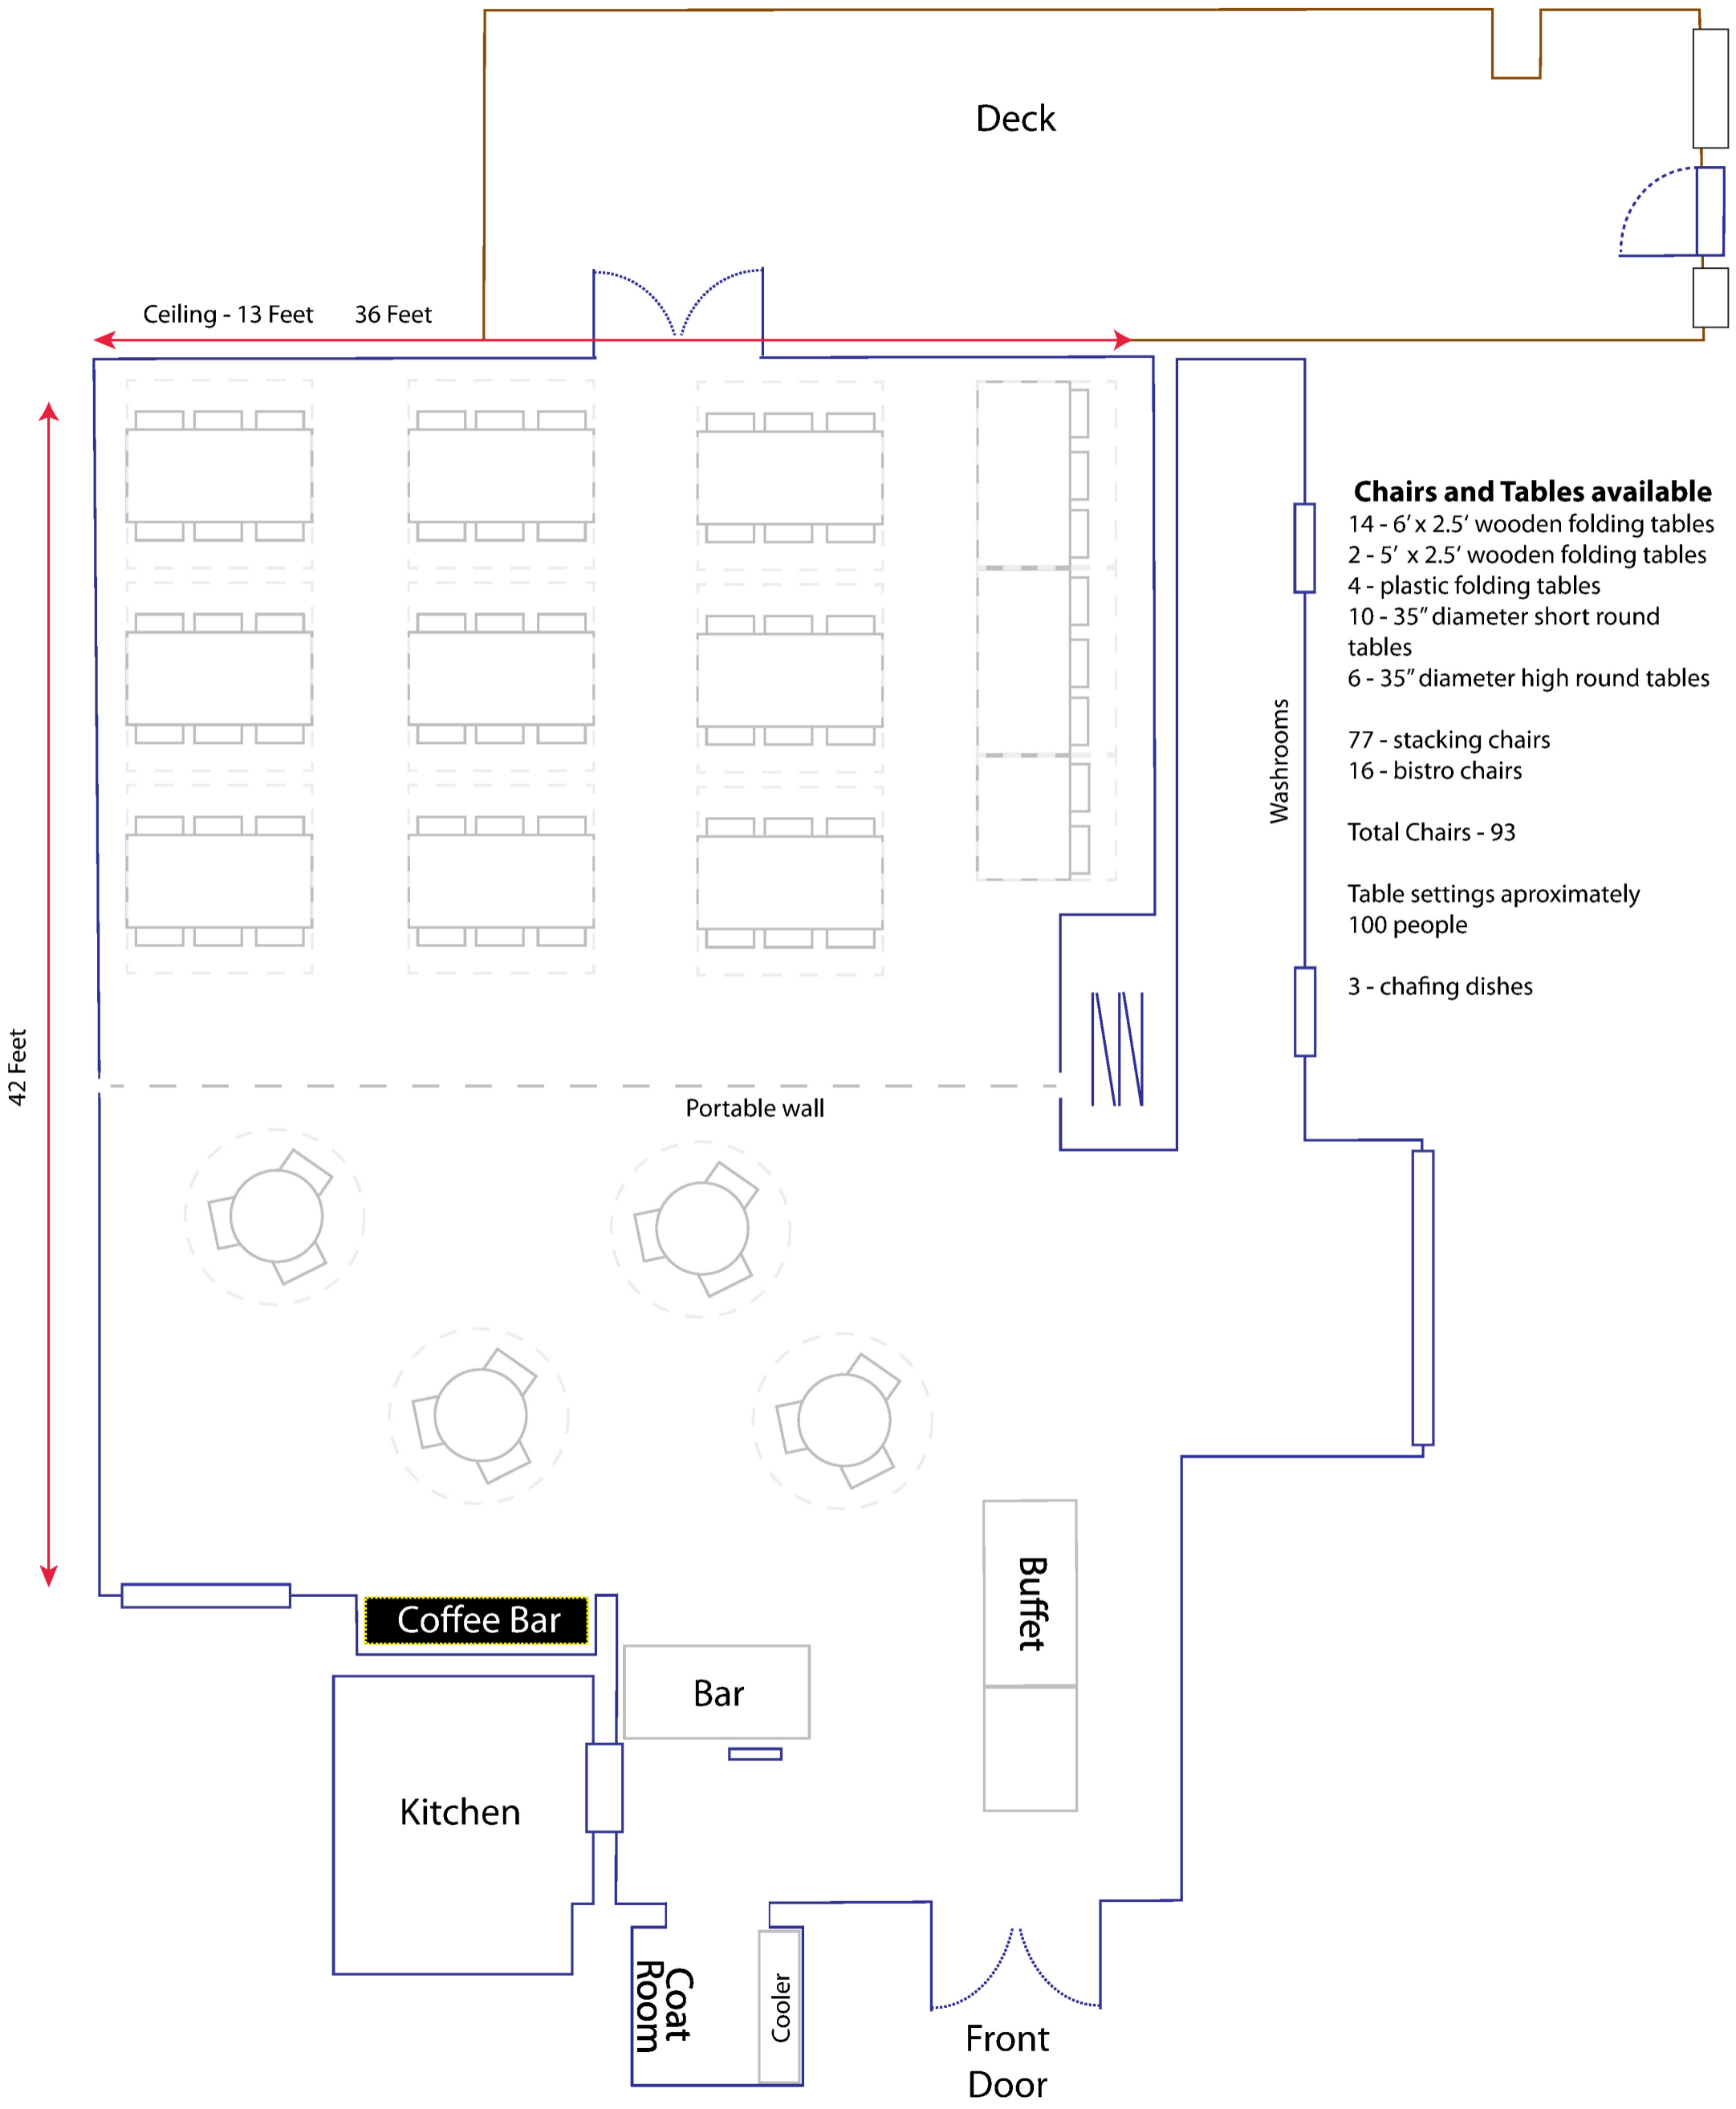 Deck
Ceiling - 13 Feet
36 Feet
Chairs and Tables available
14 - 6’ x 2.5‘ wooden folding tables
2 - 5’ x 2.5‘ wooden folding tables
4 - plastic folding tables
10 - 35” diameter short round
tables
6 - 35” diameter high round tables
77 - stacking chairs
16 - bistro chairs
Total Chairs - 93
Table settings aproximately
100 people
3 - chafing dishes
Washrooms
42 Feet
Portable wall
Coffee Bar
Buffet
Bar
Kitchen
Coat
Room
Cooler
Front
Door